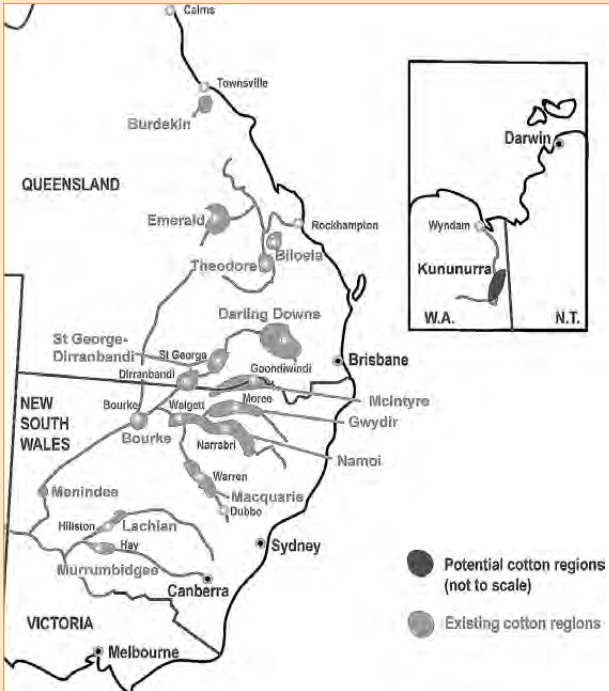 Cairns
Townsville
Burdekin
QUEENSLAND
Emerald
Rockhampton
Biloela
Theodore
Darling Downs
St George-
Dirranbandi
St George
Dirranbandi
Goondiwindi
Brisbane
NEW
SOUTH
WALES
Bourke
Bourke
Walgett
Moree
McIntyre
Gwydir
Narrabri
Namoi
Menindee
Warren
Macquarie
Dubbo
Hillston
Lachlan
Hay
Murrumbidgee
Sydney
Canberra
VICTORIA
Melbourne
Darwin
Wyndam
Kununurra
W.A.
N.T.
Potential cotton regions
(not to scale)
Existing cotton regions